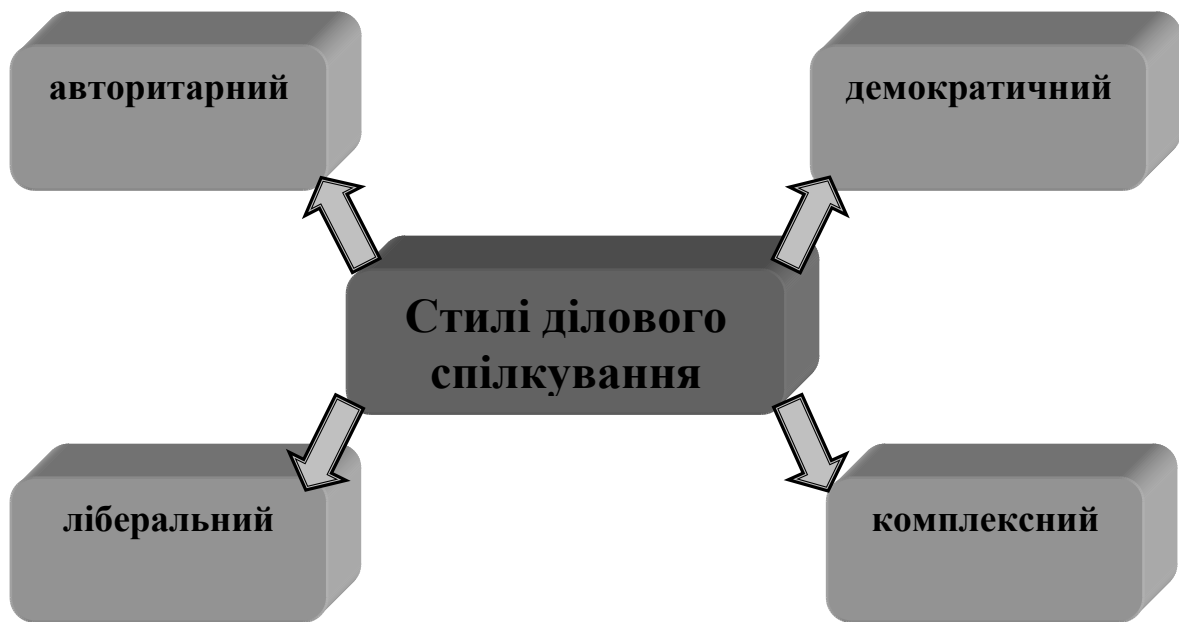 авторитарний
демократичний
Стилі ділового
спілкування
ліберальний
комплексний